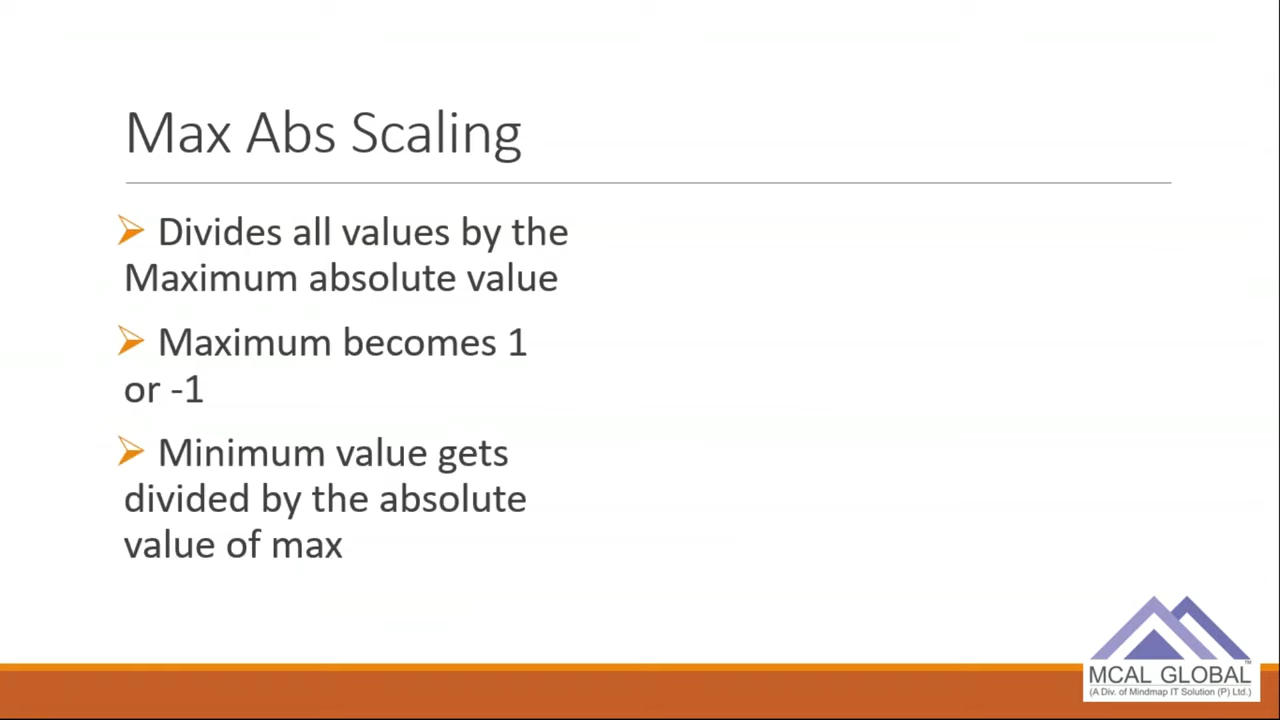 Max Abs Scaling
Divides all values by the
Maximum absolute value
Maximum becomes 1
or -1
Minimum value gets
divided by the absolute
value of max
MCAL GLOBAL™
(A Div. of Mindmap IT Solution (P) Ltd.)